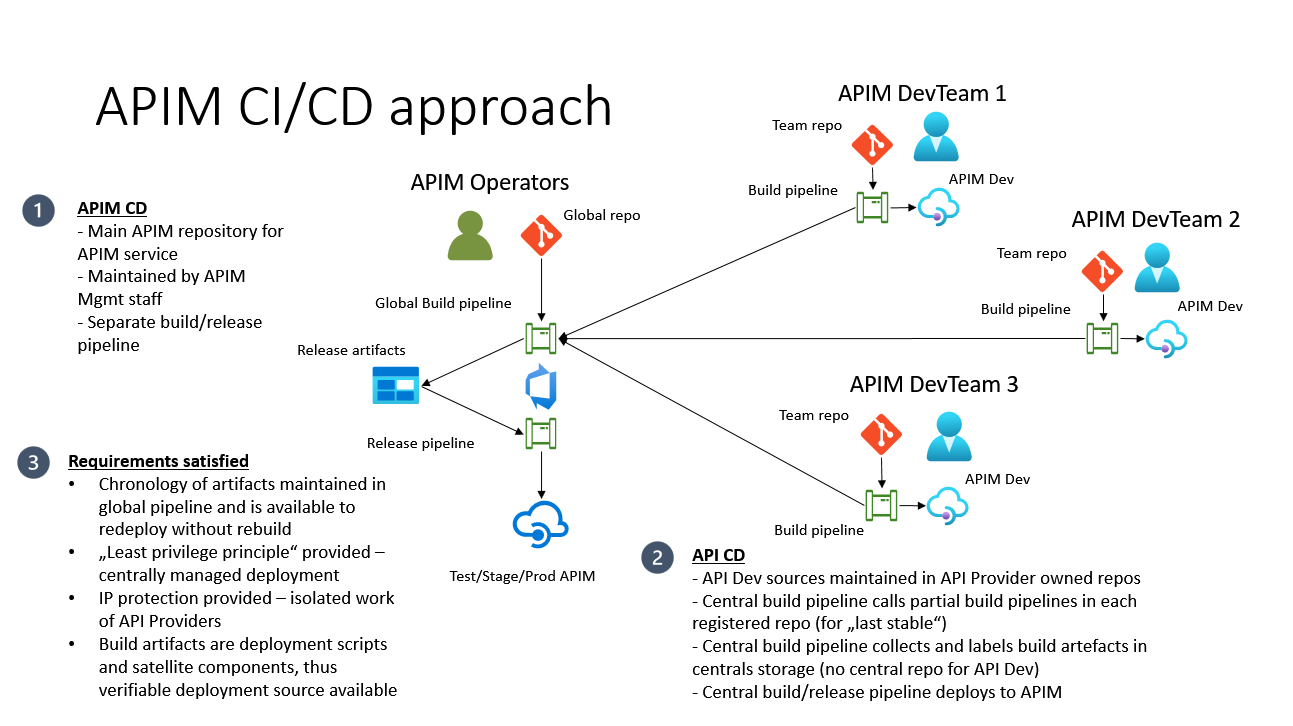 APIM CI/CD approach
1
APIM CD
- Main APIM repository for
APIM service
- Maintained by APIM
Mgmt staff
- Separate build/release
pipeline
APIM Operators
Global repo
Global Build pipeline
Release artifacts
Release pipeline
Test/Stage/Prod APIM
APIM DevTeam 1
Team repo
Build pipeline
APIM Dev
APIM DevTeam 2
Team repo
Build pipeline
APIM Dev
APIM DevTeam 3
Team repo
APIM Dev
Build pipeline
2
API CD
- API Dev sources maintained in API Provider owned repos
- Central build pipeline calls partial build pipelines in each
registered repo (for „last stable“)
- Central build pipeline collects and labels build artefacts in
centrals storage (no central repo for API Dev)
- Central build/release pipeline deploys to APIM
3
Requirements satisfied
• Chronology of artifacts maintained in
global pipeline and is available to
redeploy without rebuild
• „Least privilege principle“ provided –
centrally managed deployment
• IP protection provided – isolated work
of API Providers
• Build artifacts are deployment scripts
and satellite components, thus
verifiable deployment source available